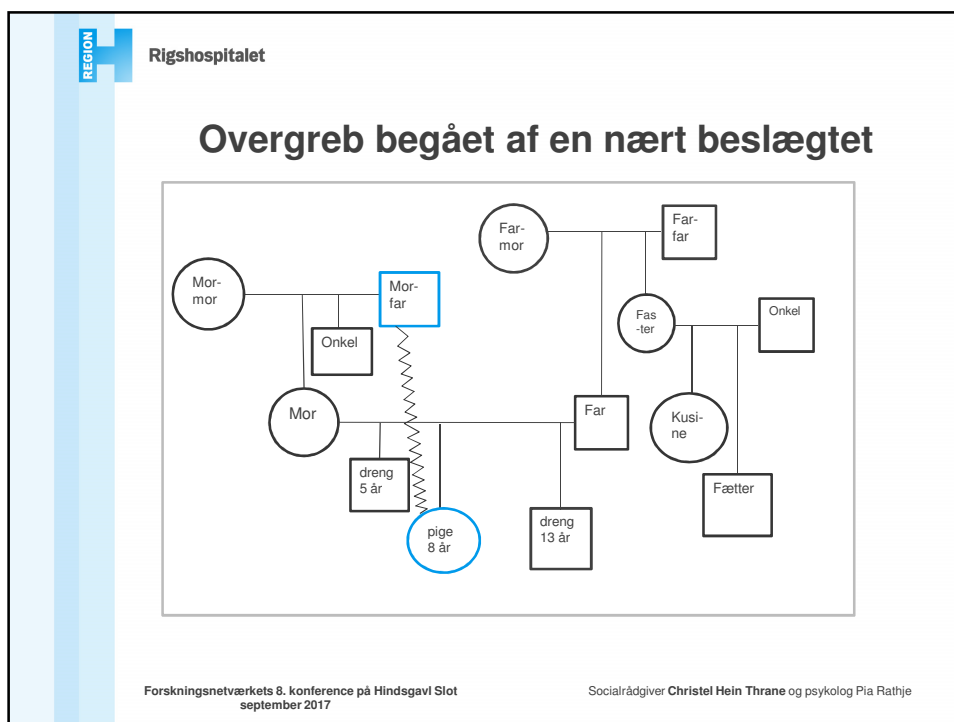 REGION
Rigshospitalet
Overgreb begået af en nært beslægtet
Far-
mor
Far-
far
Mor-
mor
Mor-
far
Onkel
Fas
-ter
Onkel
Mor
Far
Kusi-
ne
dreng
5 år
Fætter
pige
8 år
dreng
13 år
Forskningsnetværkets 8. konference på Hindsgavl Slot
september 2017
Socialrådgiver Christel Hein Thrane og psykolog Pia Rathje